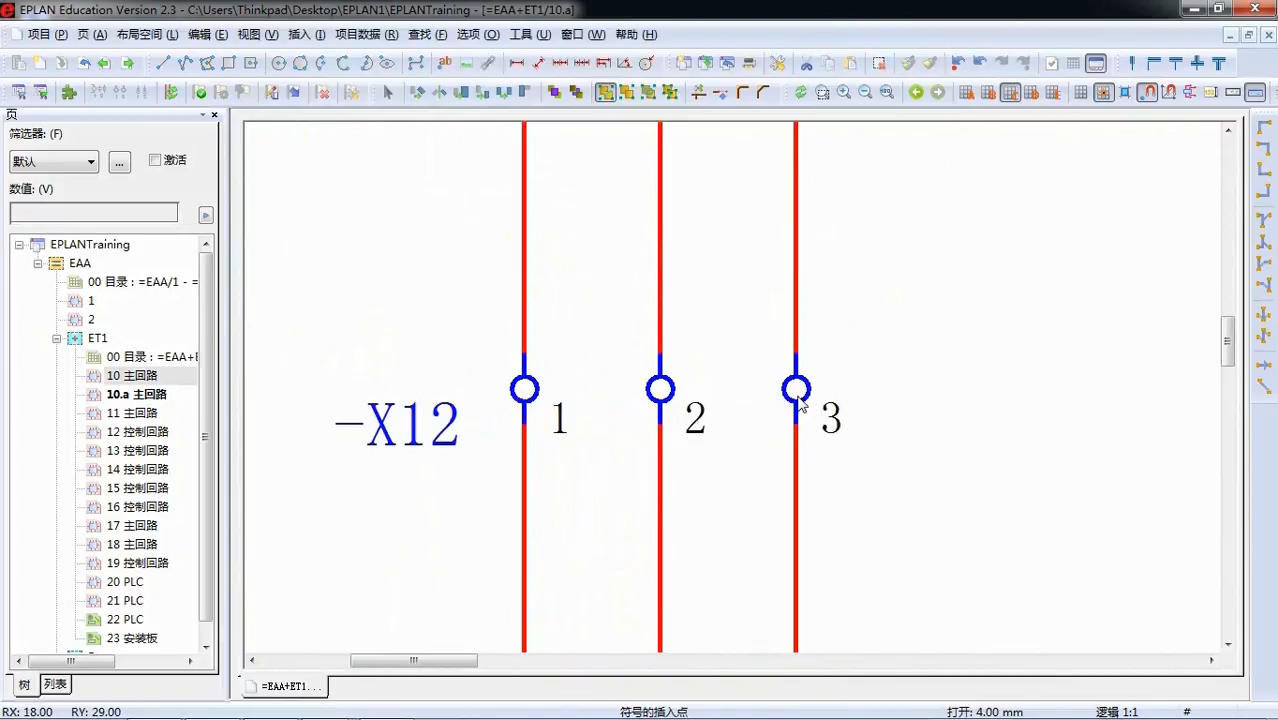 EPLAN Education Version 2.3 - C:\Users\Thinkpad\Desktop\EPLAN1\EPLANTraining - [=EAA+ET1/10.a]
项目 (P) 页 (A) 布局空间 (L) 编辑 (E) 视图 (V) 插入 (I) 项目数据 (R) 查找 (F) 选项 (O) 工具 (U) 窗口 (W) 帮助 (H)
页
筛选器: (F)
默认 ... 激活
数值: (V)
EPLANTraining
EAA
00 目录 : =EAA/1 - =
1
2
ET1
00 目录 : =EAA+E
10 主回路
10.a 主回路
11 主回路
12 控制回路
13 控制回路
14 控制回路
15 控制回路
16 控制回路
17 主回路
18 主回路
19 控制回路
20 PLC
21 PLC
22 PLC
23 安装板
树 列表
-X12 1 2 3
=EAA+ET1...
RX: 18.00 RY: 29.00 符号的插入点 打开: 4.00 mm 逻辑 1:1 #